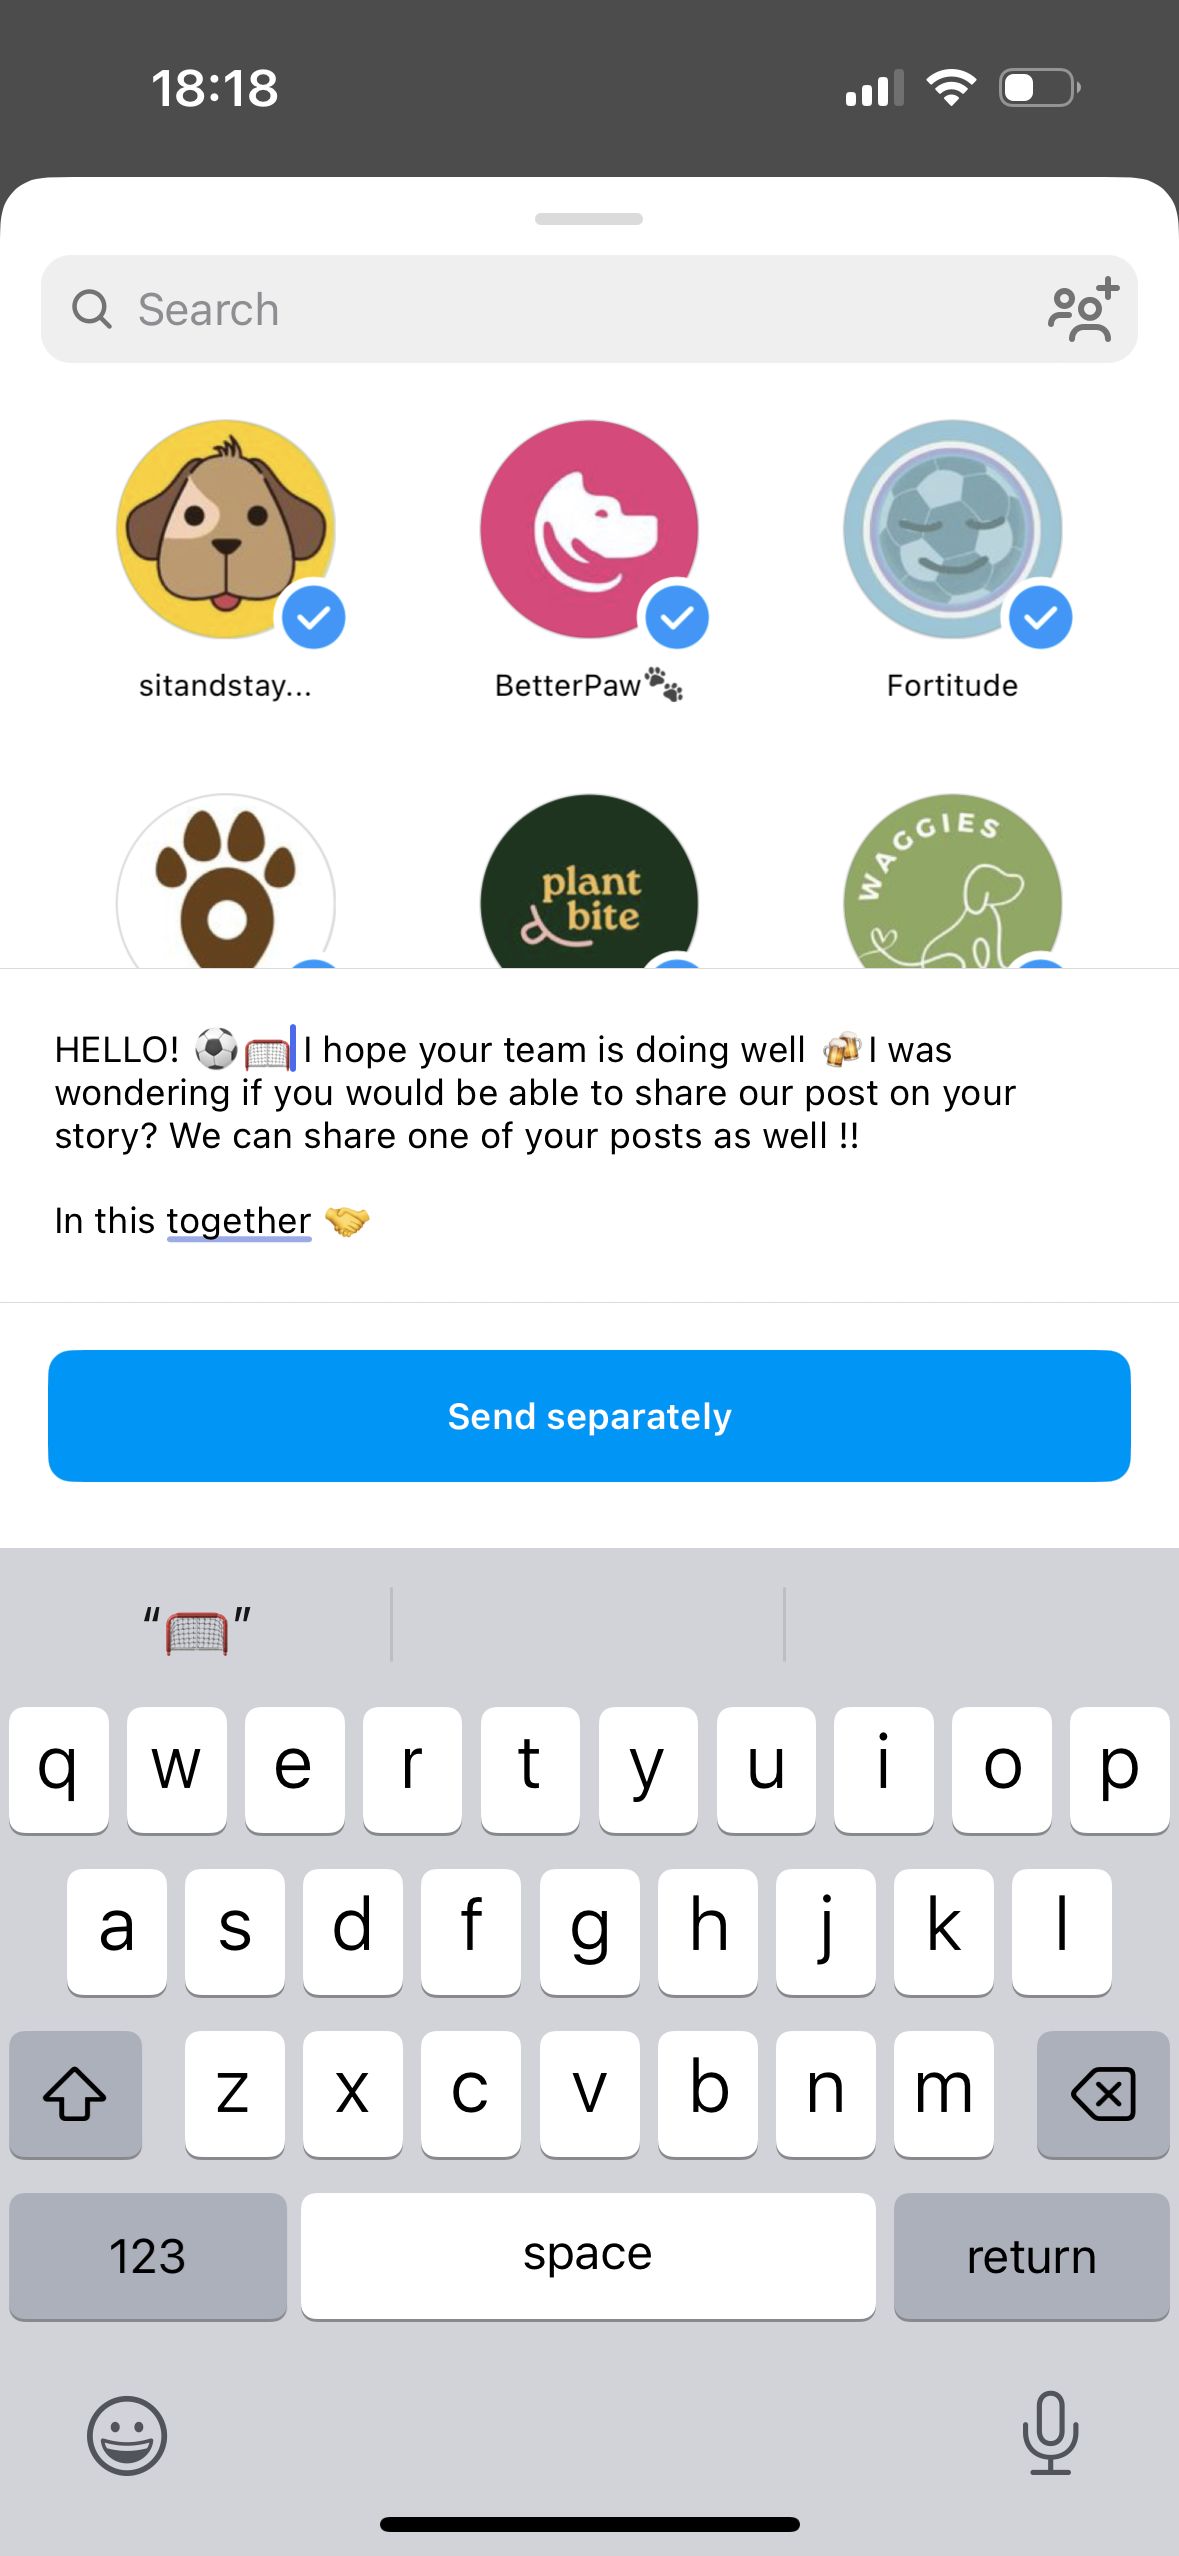 18:18
Search
sitandstay...
BetterPaw🐾
Fortitude
plant
& bite
WAGGIES
HELLO! ⚽🥅 I hope your team is doing well 🍻 I was
wondering if you would be able to share our post on your
story? We can share one of your posts as well !!
In this together 🤝
Send separately
“🥅”
q w e r t y u i o p
a s d f g h j k l
z x c v b n m
123 space return